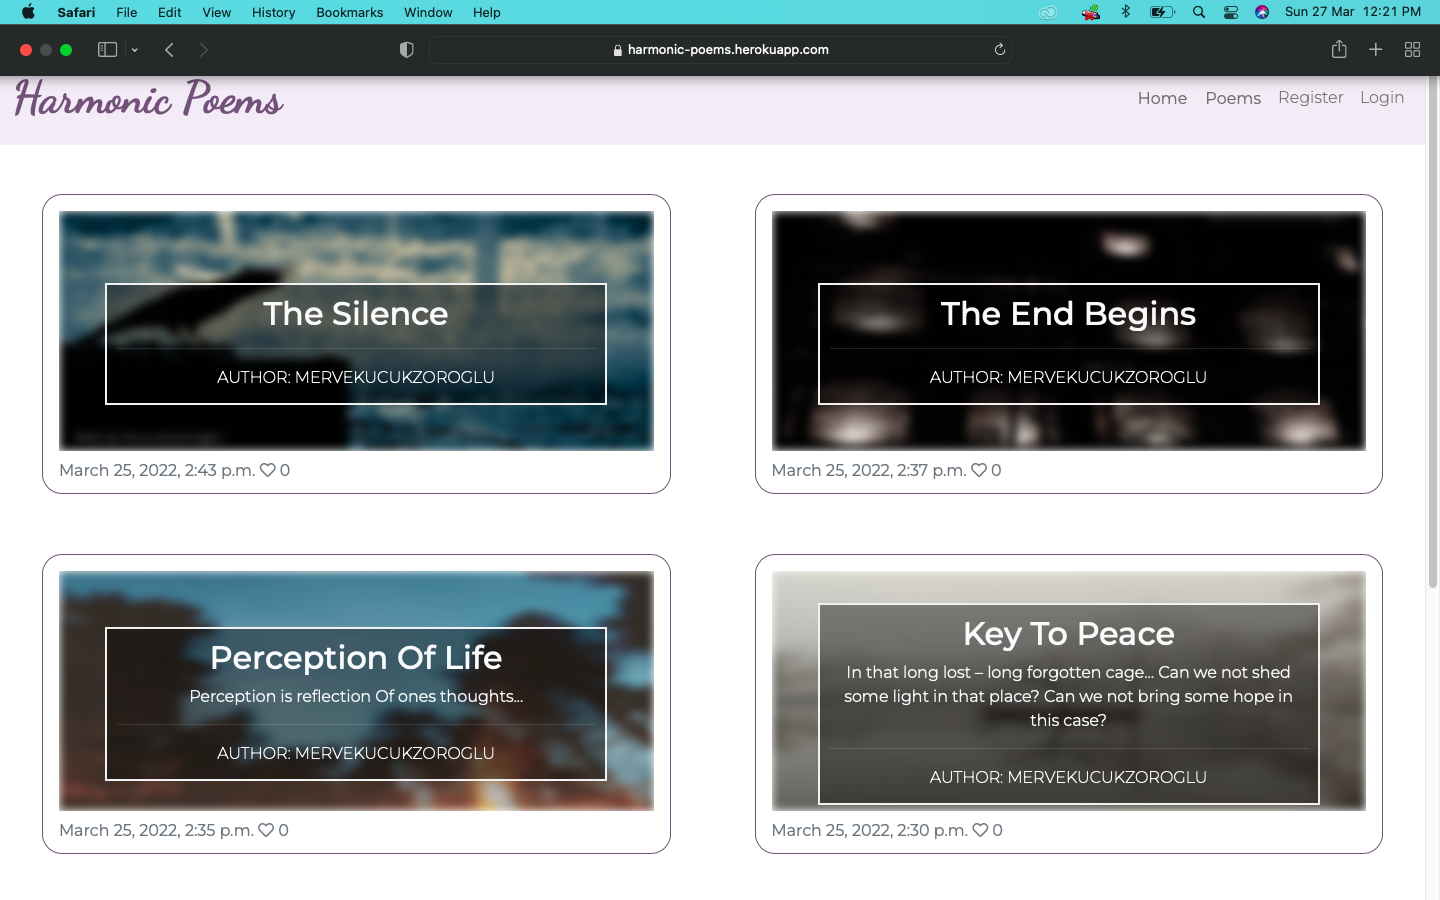 Safari File Edit View History Bookmarks Window Help Sun 27 Mar 12:21 PM
harmonic-poems.herokuapp.com
Harmonic Poems
Home Poems Register Login
The Silence
AUTHOR: MERVEKUCUKZOROGLU
March 25, 2022, 2:43 p.m. 0
The End Begins
AUTHOR: MERVEKUCUKZOROGLU
March 25, 2022, 2:37 p.m. 0
Perception Of Life
Perception is reflection Of ones thoughts...
AUTHOR: MERVEKUCUKZOROGLU
March 25, 2022, 2:35 p.m. 0
Key To Peace
In that long lost – long forgotten cage... Can we not shed
some light in that place? Can we not bring some hope in
this case?
AUTHOR: MERVEKUCUKZOROGLU
March 25, 2022, 2:30 p.m. 0